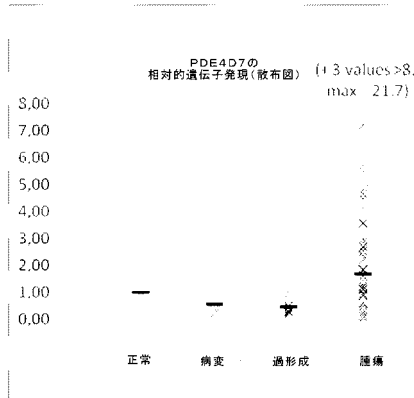 PDE4D7の
相対的遺伝子発現(散布図)
(+ 3 values >8,
max 21.7)
8,00
7,00
6,00
5,00
4,00
3,00
2,00
1,00
0,00
正常 病変 過形成 腫瘍